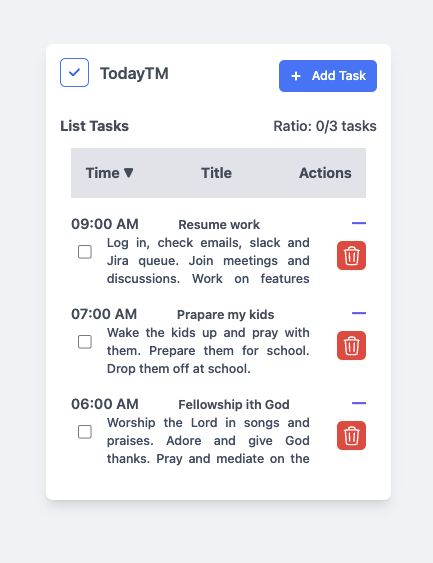 TodayTM
+ Add Task
List Tasks
Ratio: 0/3 tasks
Time ▼
Title
Actions
09:00 AM
Resume work
Log in, check emails, slack and
Jira queue. Join meetings and
discussions. Work on features
07:00 AM
Prapare my kids
Wake the kids up and pray with
them. Prepare them for school.
Drop them off at school.
06:00 AM
Fellowship ith God
Worship the Lord in songs and
praises. Adore and give God
thanks. Pray and mediate on the